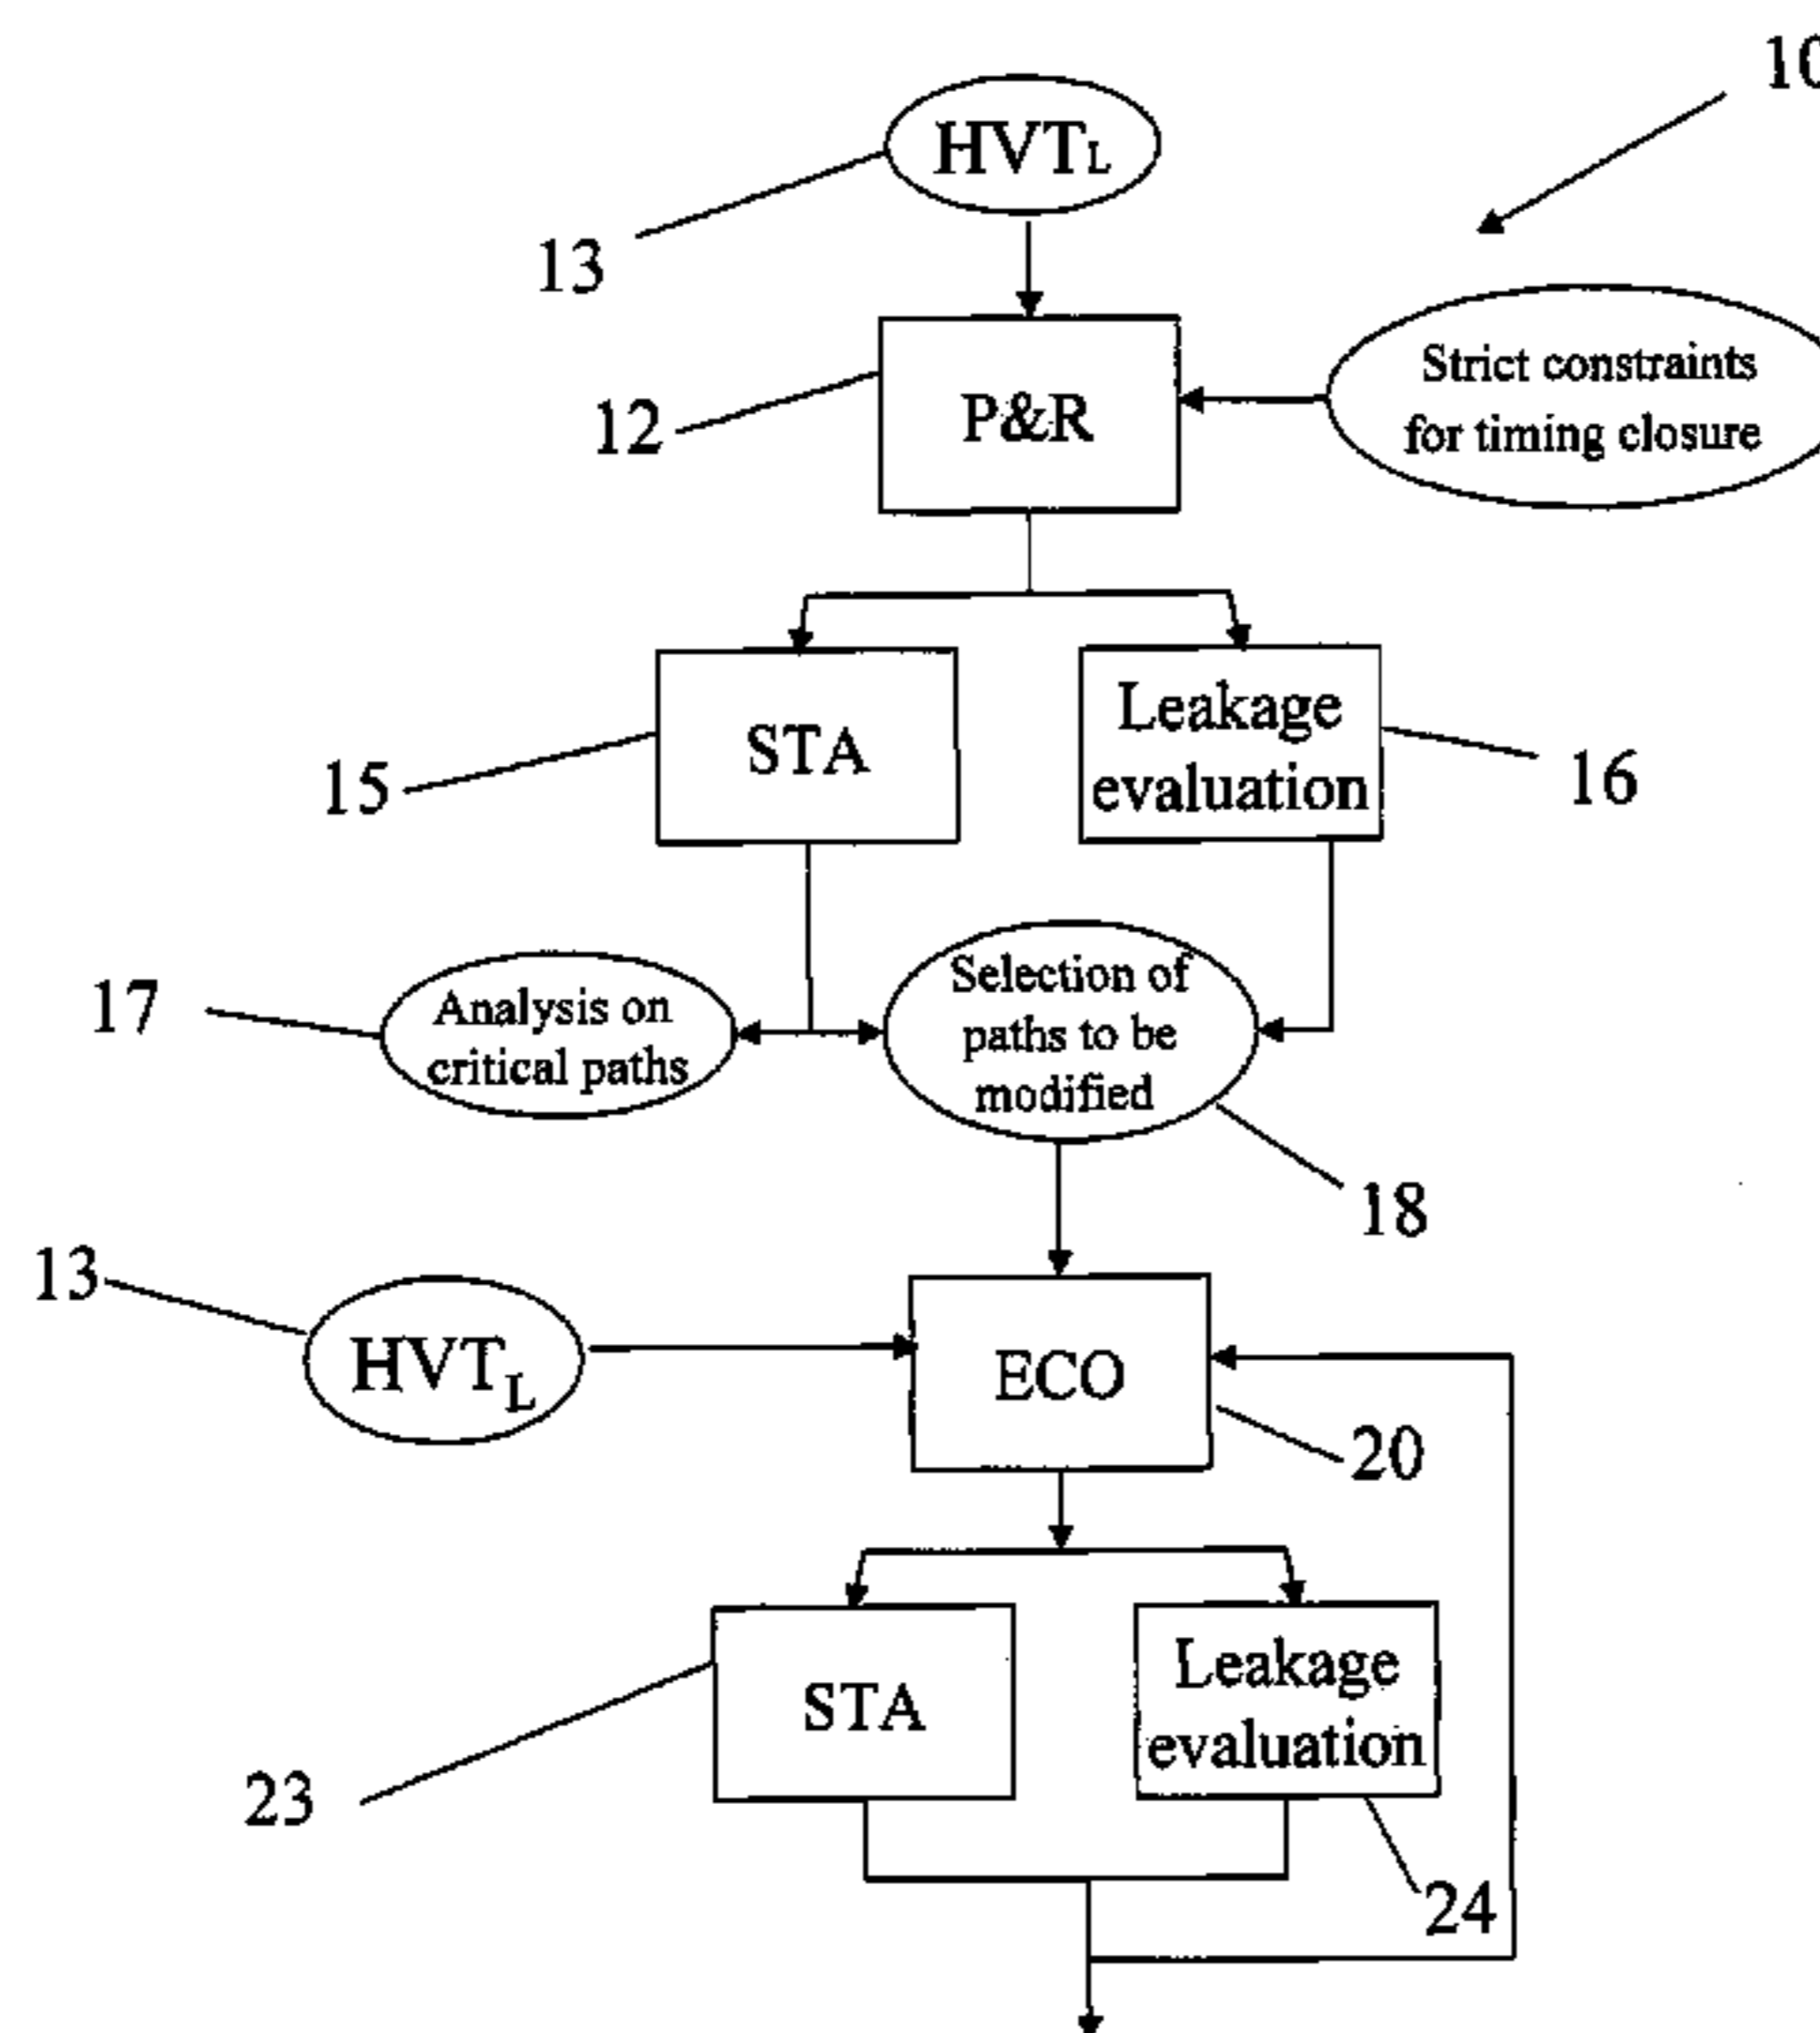 10
HVTL
13
Strict constraints
for timing closure
12
P&R
Leakage
evaluation
STA
15
16
Selection of
paths to be
modified
17
Analysis on
critical paths
18
13
HVTL
ECO
20
Leakage
evaluation
STA
23
24